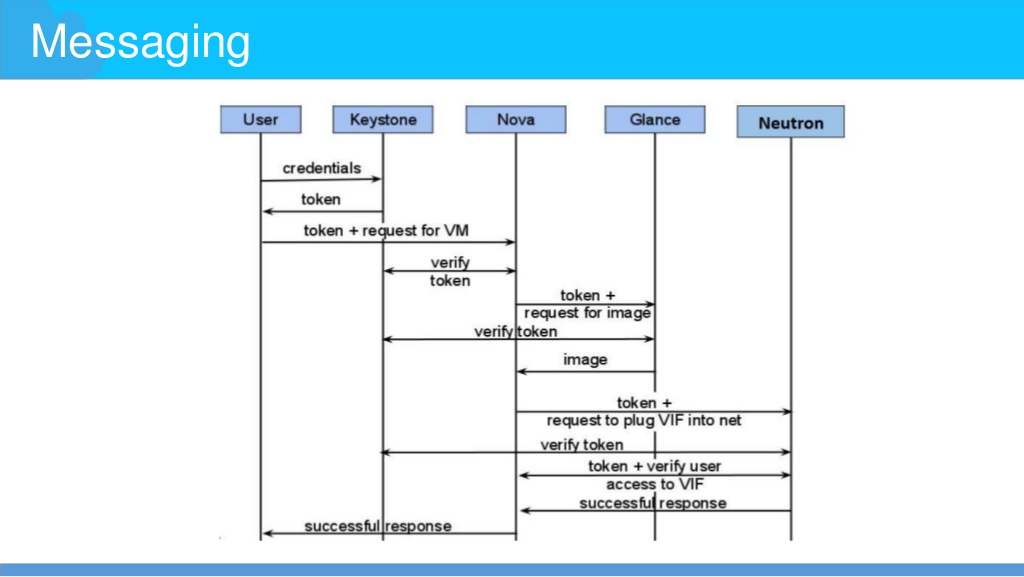 Messaging
User
Keystone
Nova
Glance
Neutron
credentials
token
token + request for VM
verify
token
token +
request for image
verify token
image
token +
request to plug VIF into net
verify token
token + verify user
access to VIF
successful response
successful response